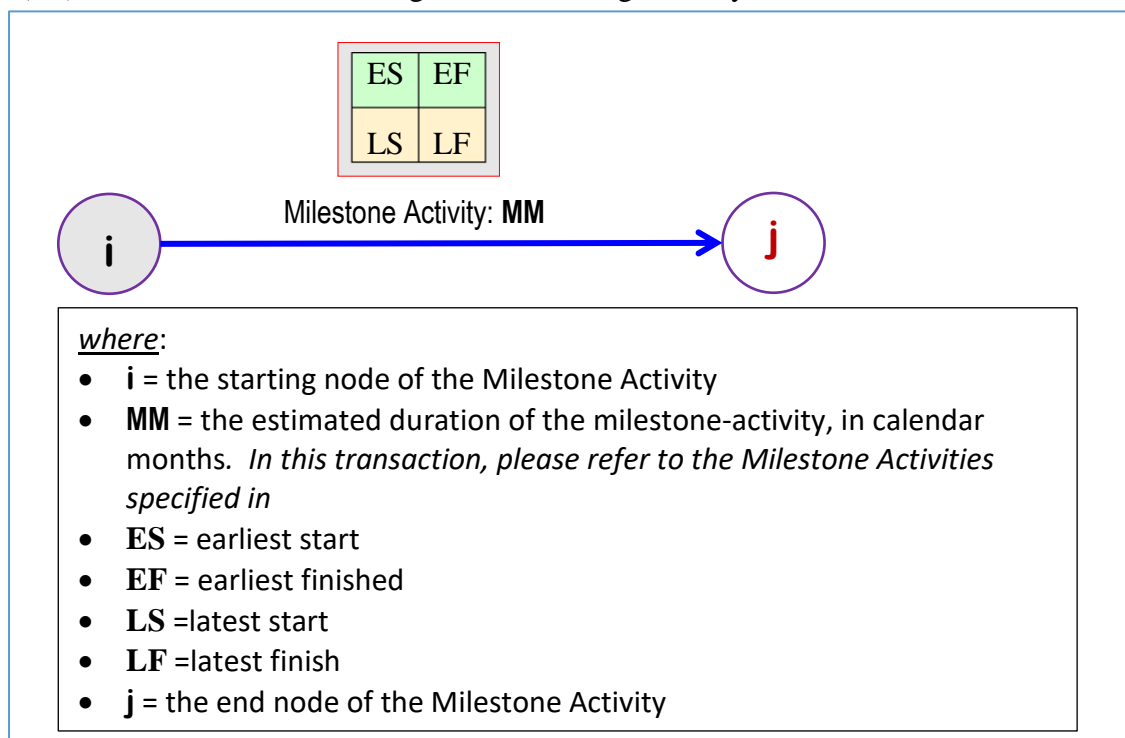 ES EF
LS LF
Milestone Activity: MM
i
j
where:
• i = the starting node of the Milestone Activity
• MM = the estimated duration of the milestone-activity, in calendar
months. In this transaction, please refer to the Milestone Activities
specified in
• ES = earliest start
• EF = earliest finished
• LS =latest start
• LF =latest finish
• j = the end node of the Milestone Activity